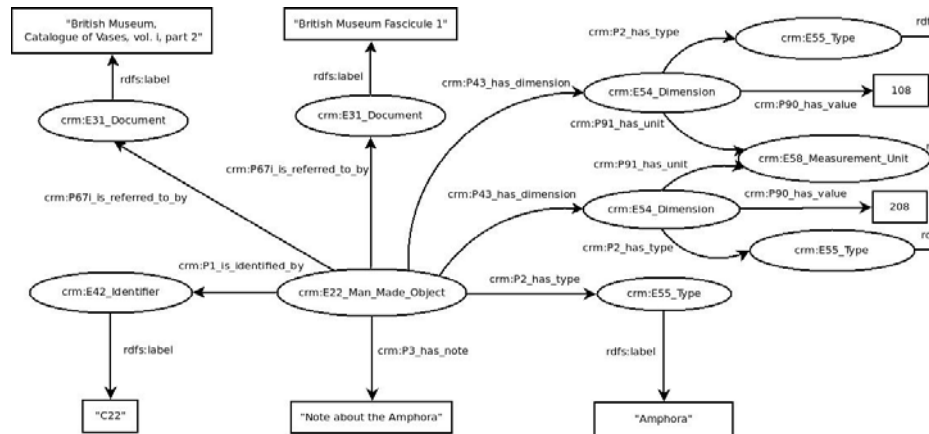 "British Museum,
Catalogue of Vases, vol. i, part 2"
"British Museum Fascicule 1"
crm:P2_has_type
crm:E55_Type
rdfs:label
rdfs:label
crm:P43_has_dimension
crm:E54_Dimension
108
crm:P90_has_value
crm:E31_Document
crm:E31_Document
crm:P91_has_unit
crm:E58_Measurement_Unit
crm:P91_has_unit
crm:P67i_is_referred_to_by
crm:P67i_is_referred_to_by
crm:P43_has_dimension
crm:P90_has_value
crm:E54_Dimension
208
crm:P2_has_type
crm:E55_Type
crm:P1_is_identified_by
crm:E42_Identifier
crm:E22_Man_Made_Object
crm:P2_has_type
crm:E55_Type
rdfs:label
crm:P3_has_note
rdfs:label
"C22"
"Note about the Amphora"
"Amphora"